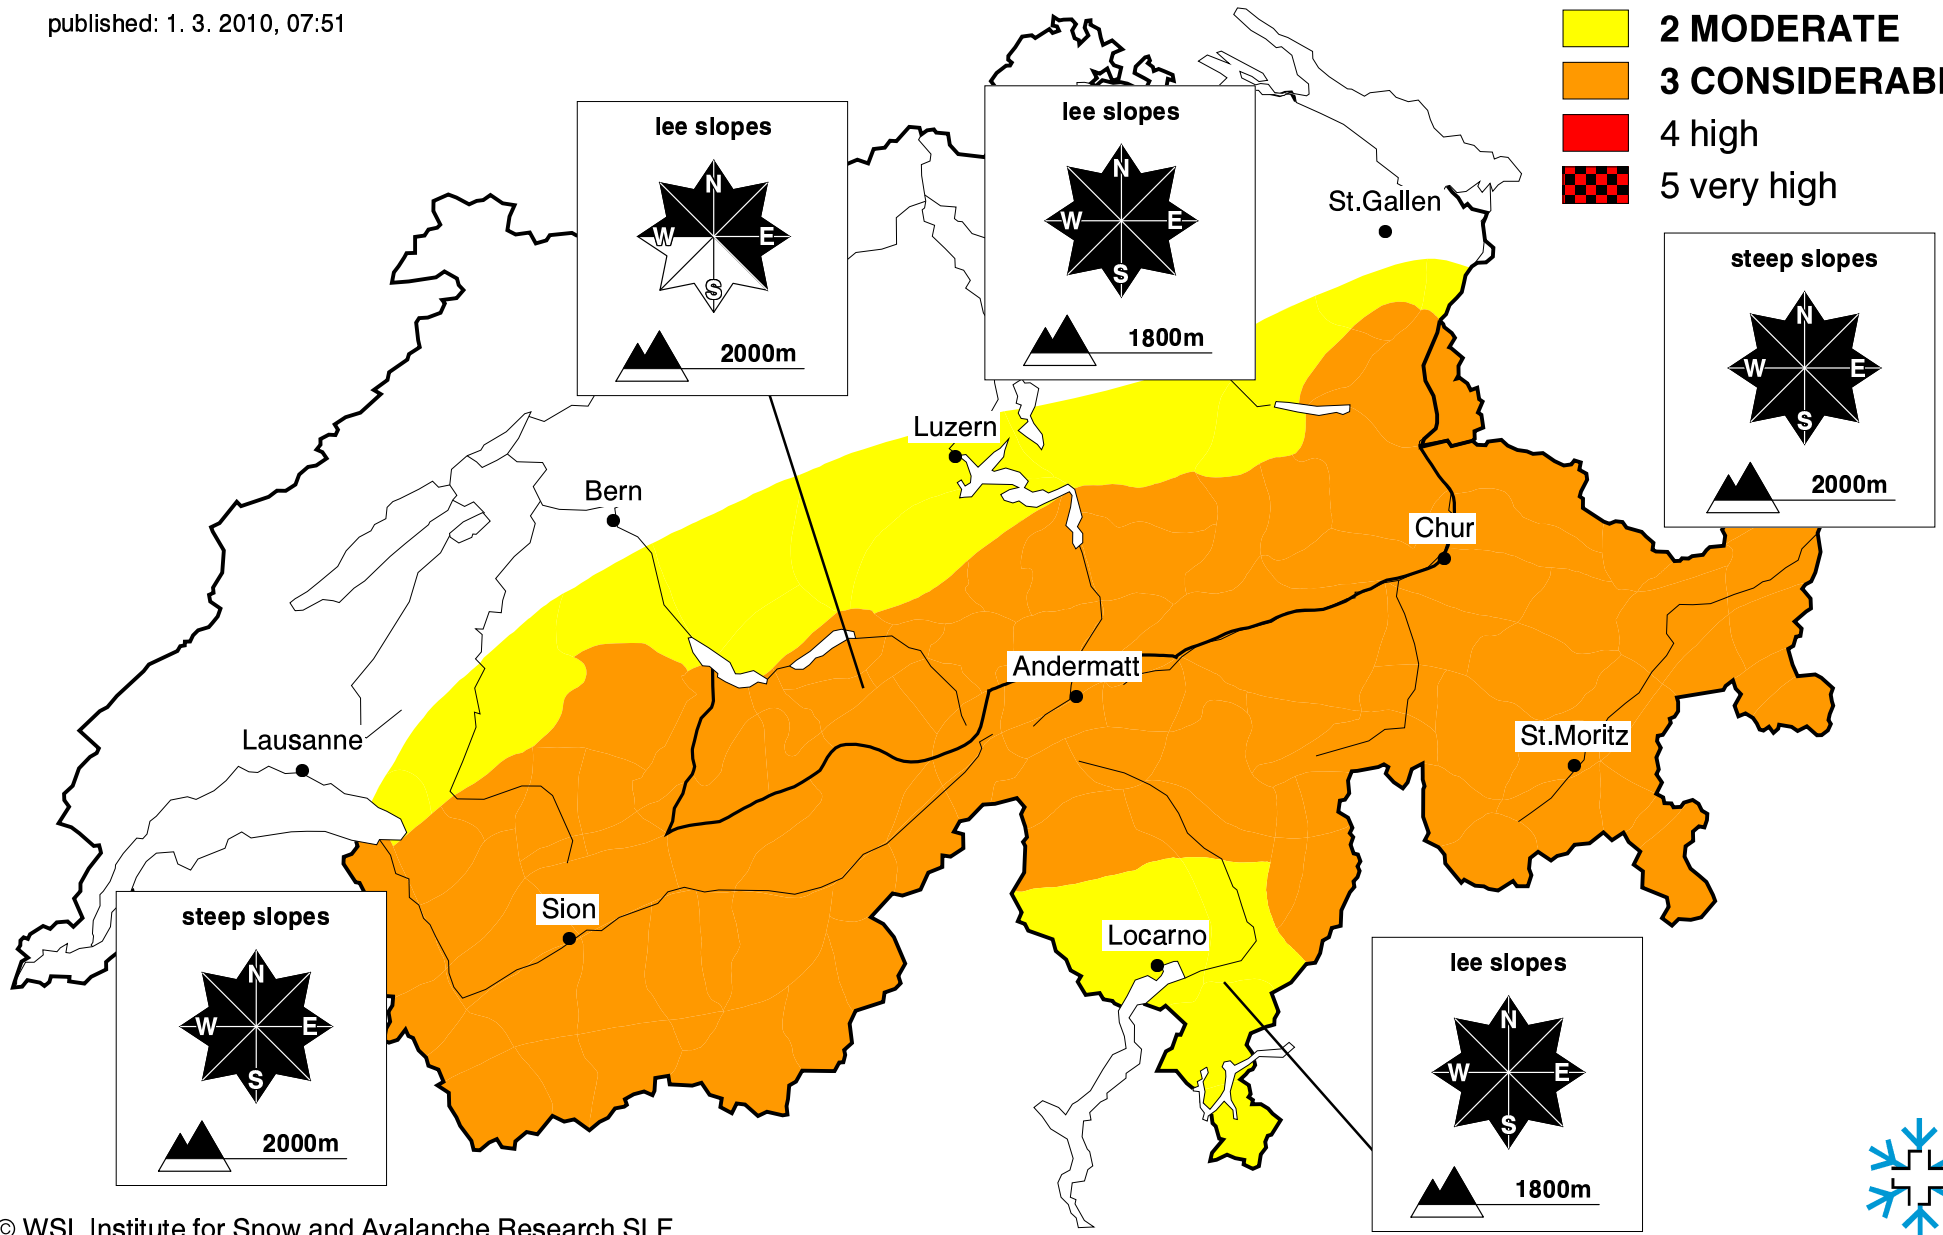 published: 1. 3. 2010, 07:51
2 MODERATE
3 CONSIDERABL
4 high
5 very high
lee slopes
N
W E
S
2000m
lee slopes
N
W E
S
1800m
St.Gallen
steep slopes
N
W E
S
2000m
Luzern
Bern
Chur
Andermatt
Lausanne
St.Moritz
Sion
Locarno
steep slopes
N
W E
S
2000m
lee slopes
N
W E
S
1800m
© WSL Institute for Snow and Avalanche Research SLF